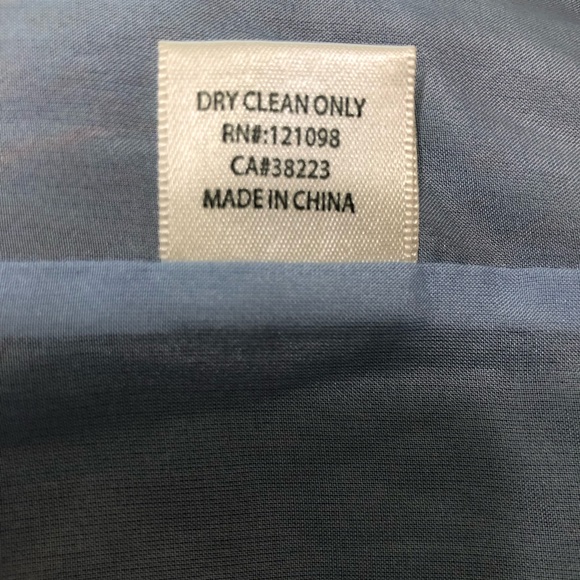 DRY CLEAN ONLY
RN#:121098
CA#38223
MADE IN CHINA